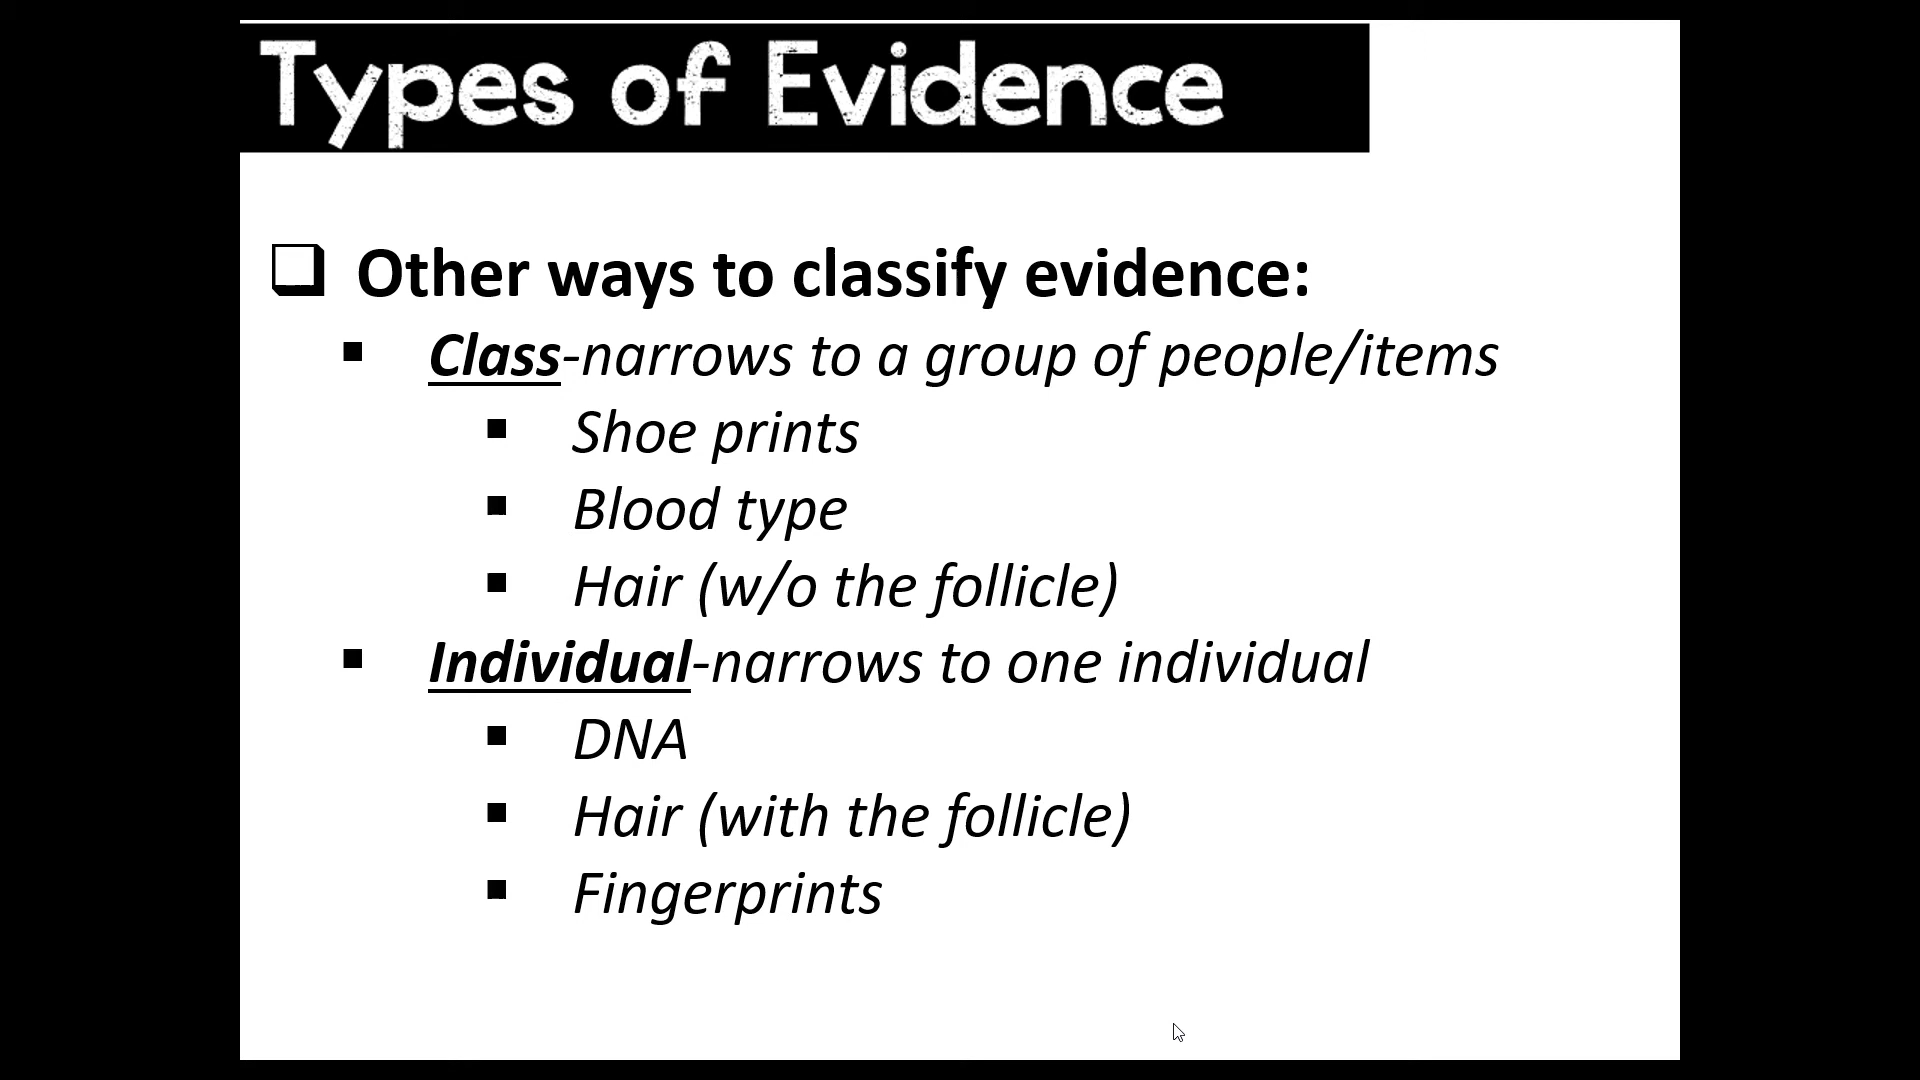 Types of Evidence
Other ways to classify evidence:
Class-narrows to a group of people/items
Shoe prints
Blood type
Hair (w/o the follicle)
Individual-narrows to one individual
DNA
Hair (with the follicle)
Fingerprints